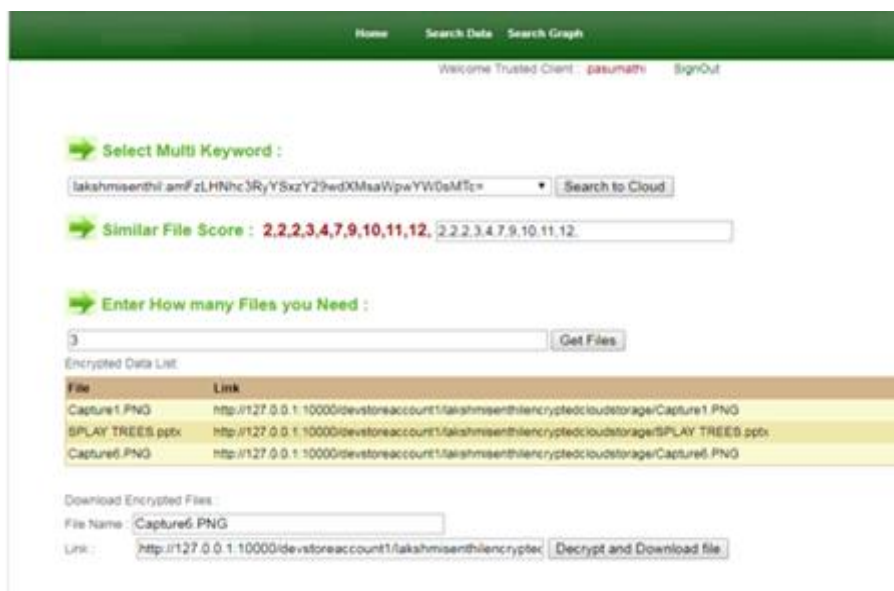 Home Search Data Search Graph
Welcome Trusted Client : pasumathi SignOut
Select Multi Keyword :
Search to Cloud
Similar File Score : 2,2,2,3,4,7,9,10,11,12, 2,2,2,3,4,7,9,10,11,12,
Enter How many Files you Need :
3 Get Files
Encrypted Data List
File Link
Capture1.PNG http://127.0.0.1:10000/devstoreaccount1/lakshmisenthilencryptedcloudstorage/Capture1.PNG
SPLAY TREES.pptx http://127.0.0.1:10000/devstoreaccount1/lakshmisenthilencryptedcloudstorage/SPLAY TREES.pptx
Capture6.PNG http://127.0.0.1:10000/devstoreaccount1/lakshmisenthilencryptedcloudstorage/Capture6.PNG
Download Encrypted Files :
File Name : Capture6.PNG
Link : http://127.0.0.1:10000/devstoreaccount1/lakshmisenthilencryptec Decrypt and Download file